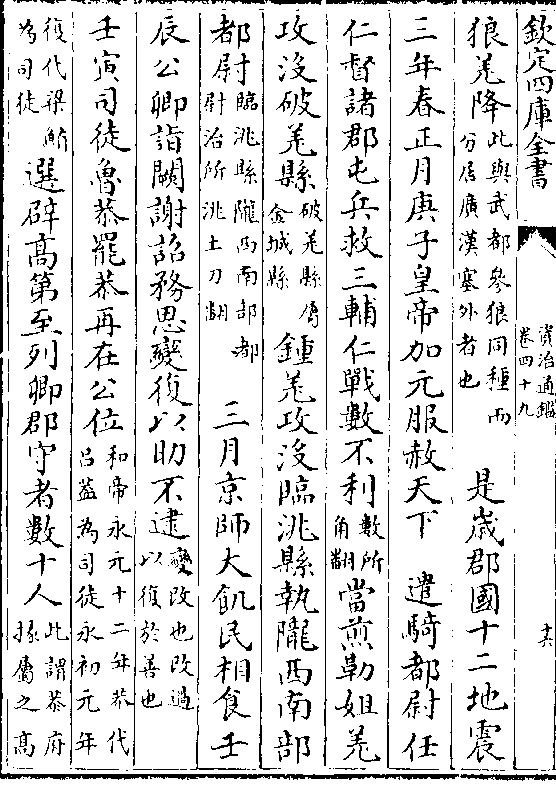 欽定四庫全書
資治通鑑
卷四十九
十六
狼羌降此與武都參狼同種而分居廣漢塞外者也 是歲郡國十二地震
三年春正月庚子皇帝加元服赦天下 遣騎都尉任
仁督諸郡屯兵救三輔仁戰數不利數所角翻當煎勒姐羌
攻沒破羌縣破羌縣屬金城縣 鍾羌攻沒臨洮縣執隴西南部
都尉臨洮縣隴西南部都尉治所洮土刀翻 三月京師大飢民相食壬
辰公卿詣闕謝詔務思變復以助不逮變改也改過以復於善也
壬寅司徒魯恭罷恭再在公位和帝永元十二年恭代呂蓋為司徒永初元年
復代梁鮪為司徒選辟高第至列卿郡守者數十人此謂恭府掾屬之高